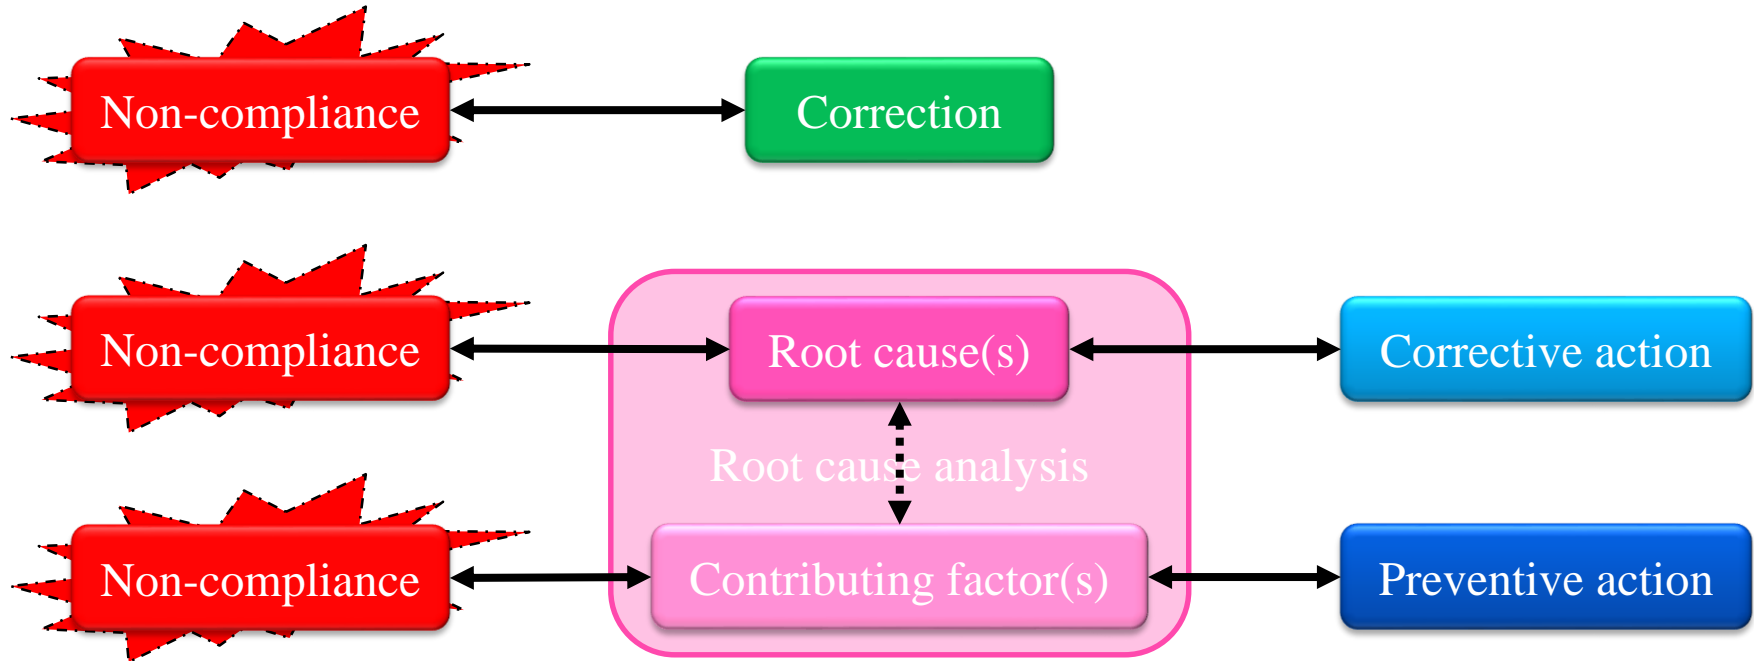 Non-compliance
Correction
Non-compliance
Root cause(s)
Corrective action
Root cause analysis
Non-compliance
Contributing factor(s)
Preventive action